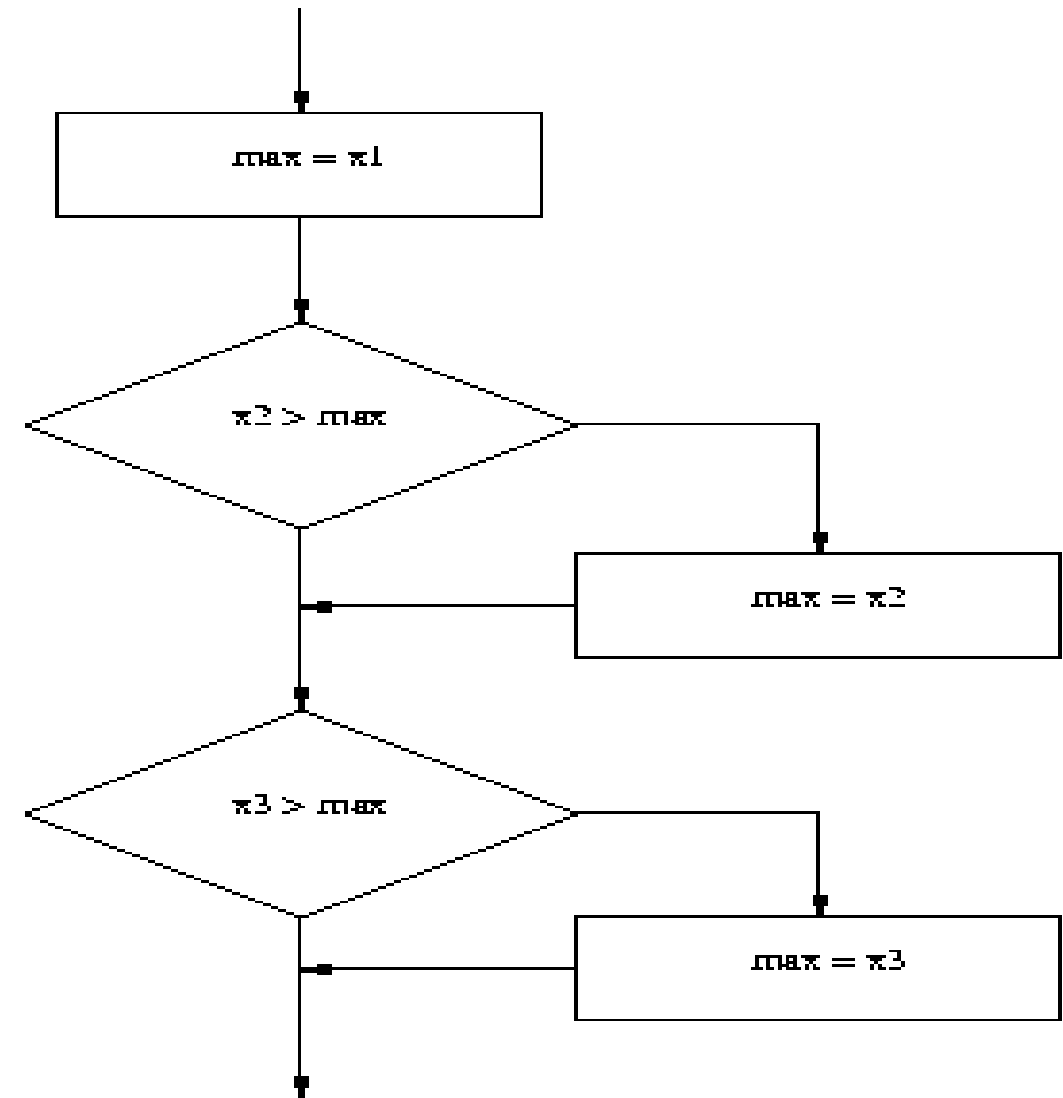 max = x1
x2 > max
max = x2
x3 > max
max = x3